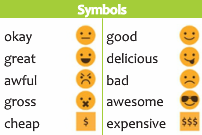 Symbols
okay
good
great
delicious
awful
bad
gross
awesome
cheap $
expensive $$$